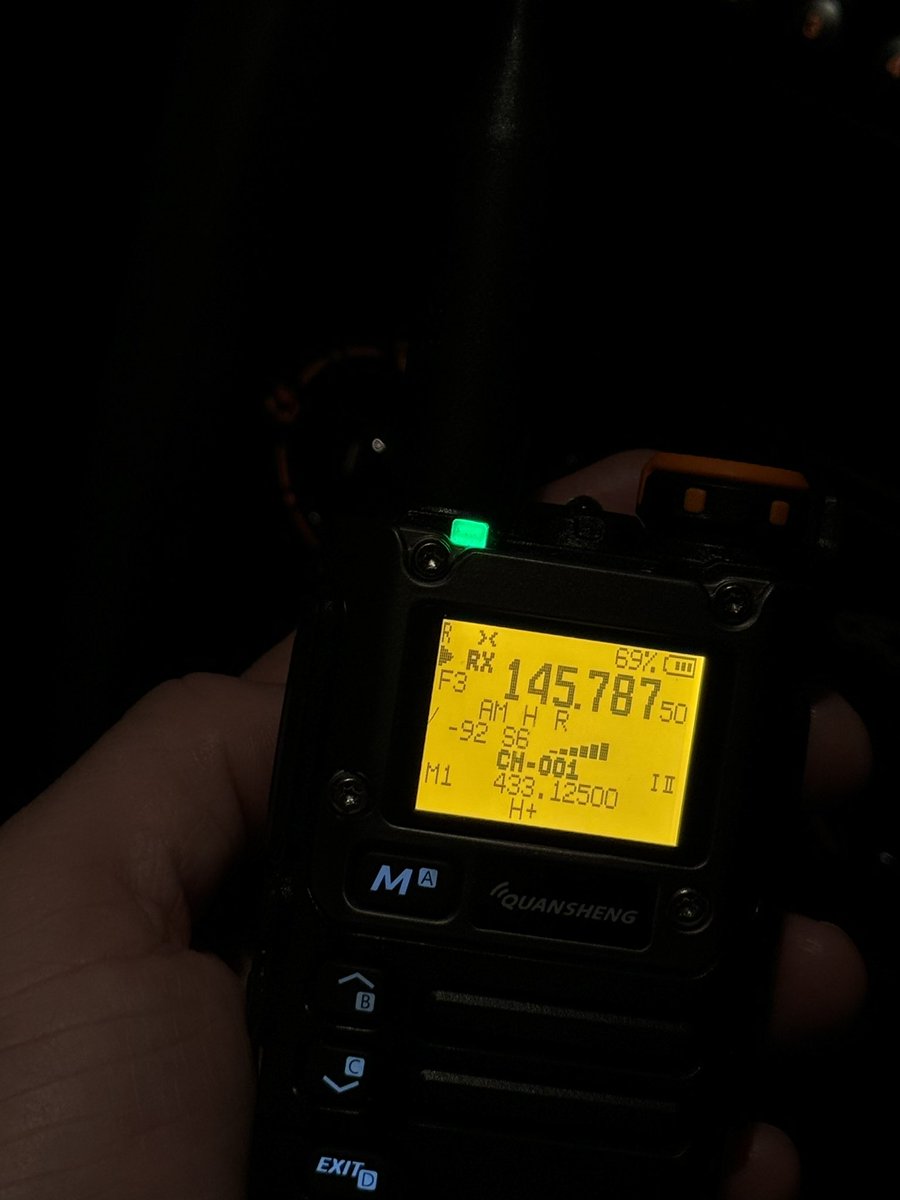 R 69%
RX 145.787 50
F3
AM H R
-92 S6
CH-001
M1 433.12500 I II
H+
M A
QUANSHENG
B
C
EXIT D